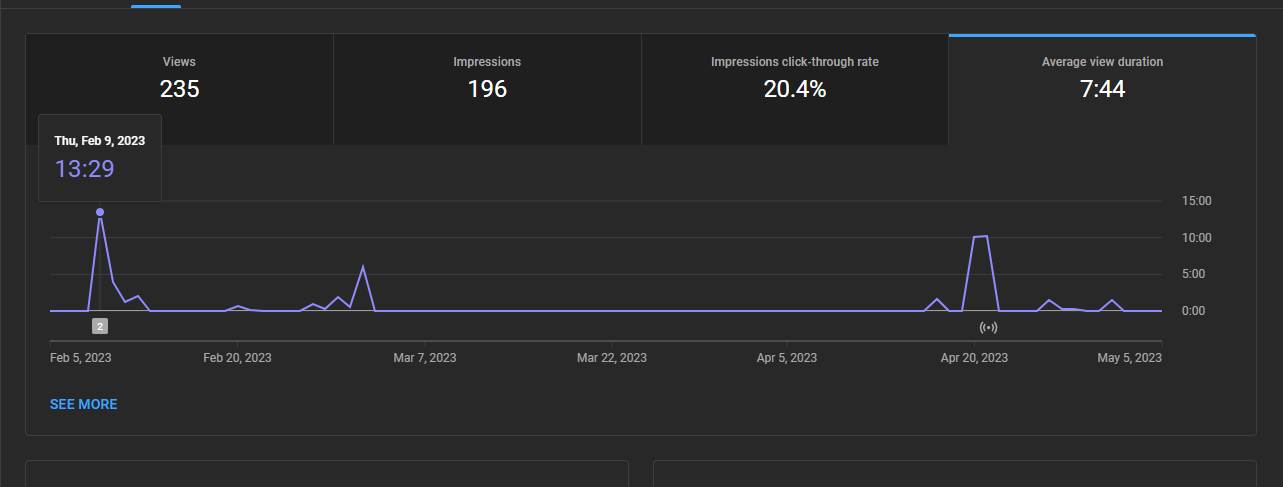 Views
235
Impressions
196
Impressions click-through rate
20.4%
Average view duration
7:44
Thu, Feb 9, 2023
13:29
15:00
10:00
5:00
0:00
2
Feb 5, 2023
Feb 20, 2023
Mar 7, 2023
Mar 22, 2023
Apr 5, 2023
Apr 20, 2023
May 5, 2023
SEE MORE